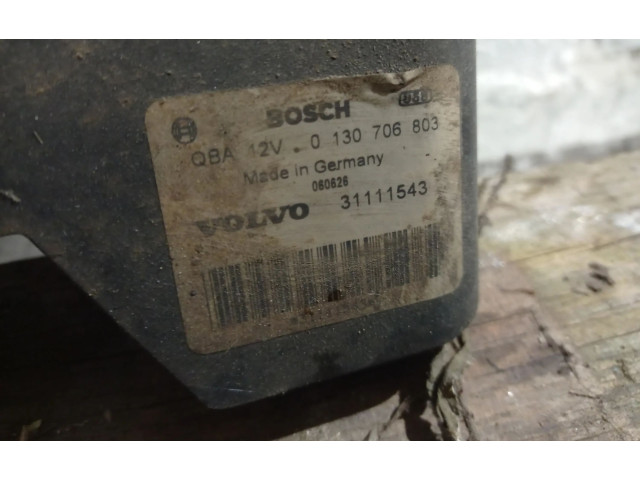 BOSCH
QBA 12V . 0 130 706 803
Made in Germany
060626
VOLVO 31111543